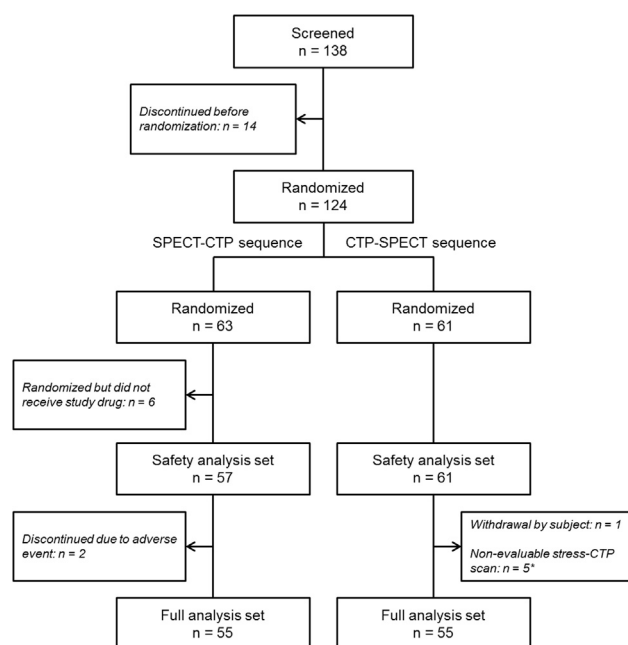 Screened
n = 138
Discontinued before
randomization: n = 14
Randomized
n = 124
SPECT-CTP sequence
CTP-SPECT sequence
Randomized
n = 63
Randomized
n = 61
Randomized but did not
receive study drug: n = 6
Safety analysis set
n = 57
Safety analysis set
n = 61
Discontinued due to adverse
event: n = 2
Withdrawal by subject: n = 1
Non-evaluable stress-CTP
scan: n = 5*
Full analysis set
n = 55
Full analysis set
n = 55